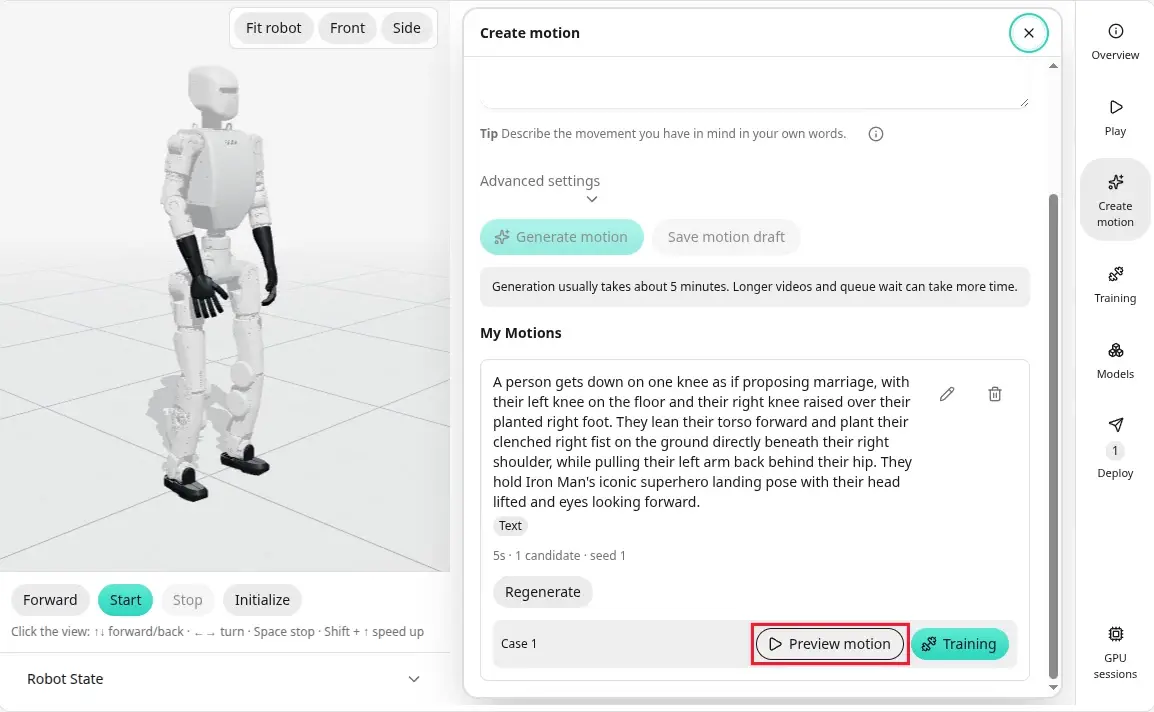 Fit robot
Front
Side
Create motion
Overview
Play
Create
motion
Training
Models
1
Deploy
GPU
sessions
Tip Describe the movement you have in mind in your own words.
Advanced settings
Generate motion
Save motion draft
Generation usually takes about 5 minutes. Longer videos and queue wait can take more time.
My Motions
A person gets down on one knee as if proposing marriage, with
their left knee on the floor and their right knee raised over their
planted right foot. They lean their torso forward and plant their
clenched right fist on the ground directly beneath their right
shoulder, while pulling their left arm back behind their hip. They
hold Iron Man's iconic superhero landing pose with their head
lifted and eyes looking forward.
Text
5s · 1 candidate · seed 1
Regenerate
Case 1
Preview motion
Training
Forward
Start
Stop
Initialize
Click the view: ↑↓ forward/back · ←→ turn · Space stop · Shift + ↑ speed up
Robot State